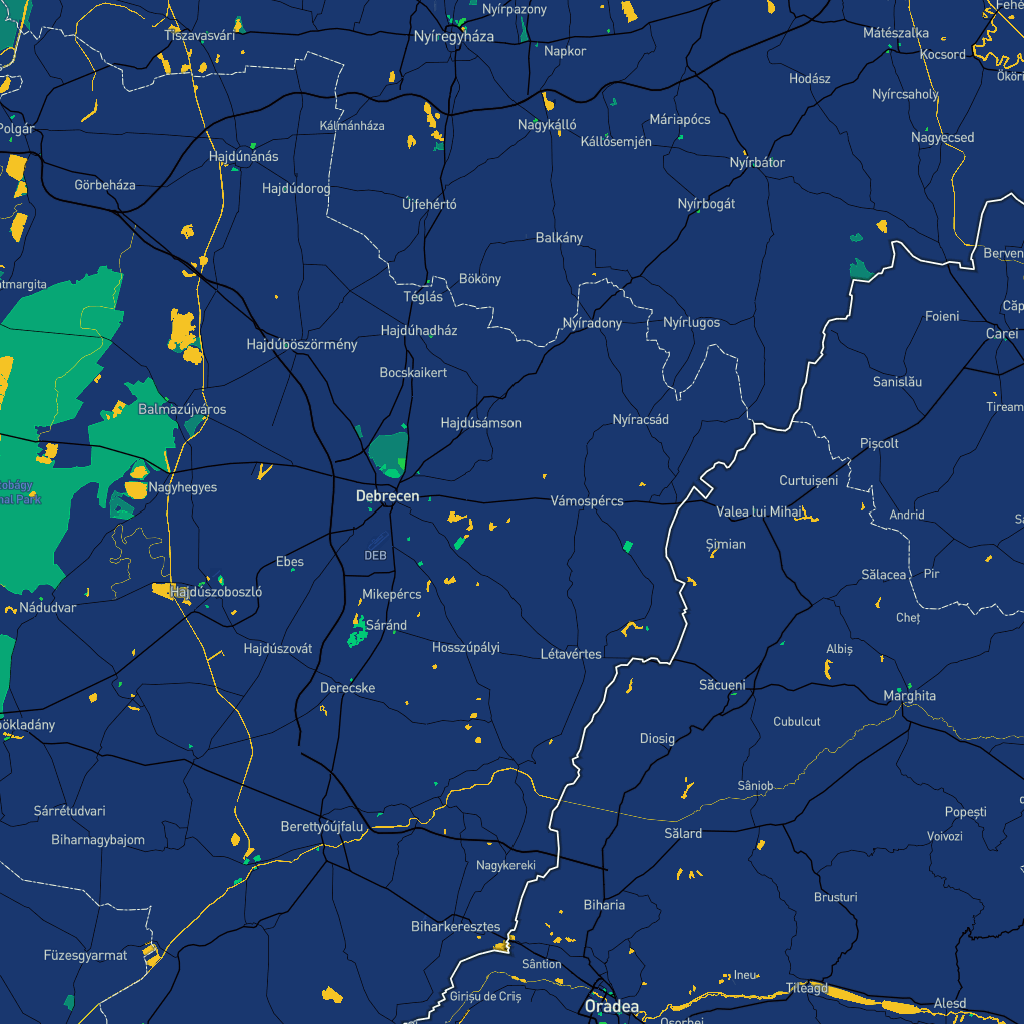 Nyírpazony
Tiszavasvári
Nyíregyháza
Mátészalka
Napkor
Kocsord
Hodász
Nyírcsaholy
Polgár
Kálmánháza
Nagykálló
Máriapócs
Kállósemjén
Nagyecsed
Hajdúnánás
Nyírbátor
Görbeháza
Hajdúdorog
Újfehértó
Nyírbogát
Balkány
Berven
Bököny
Téglás
Foieni
Nyíradony
Nyírlugos
Hajdúhadház
Carei
Hajdúböszörmény
Bocskaikert
Sanislău
Tiream
Balmazújváros
Hajdúsámson
Nyíracsád
Pișcolt
Curtuișeni
Nagyhegyes
Debrecen
Vámospércs
Valea lui Mihai
Andrid
Șimian
DEB
Ebes
Sălacea
Pir
Hajdúszoboszló
Mikepércs
Nádudvar
Cheț
Sáránd
Hajdúszovát
Hosszúpályi
Létavértes
Albiș
Derecske
Săcueni
Marghita
Cubulcut
Diosig
Sâniob
Sárrétudvari
Popești
Berettyóújfalu
Sălard
Voivozi
Biharnagybajom
Nagykereki
Brusturi
Biharia
Biharkeresztes
Füzesgyarmat
Sântion
Ineu
Tileagd
Girișu de Criș
Oradea
Alesd